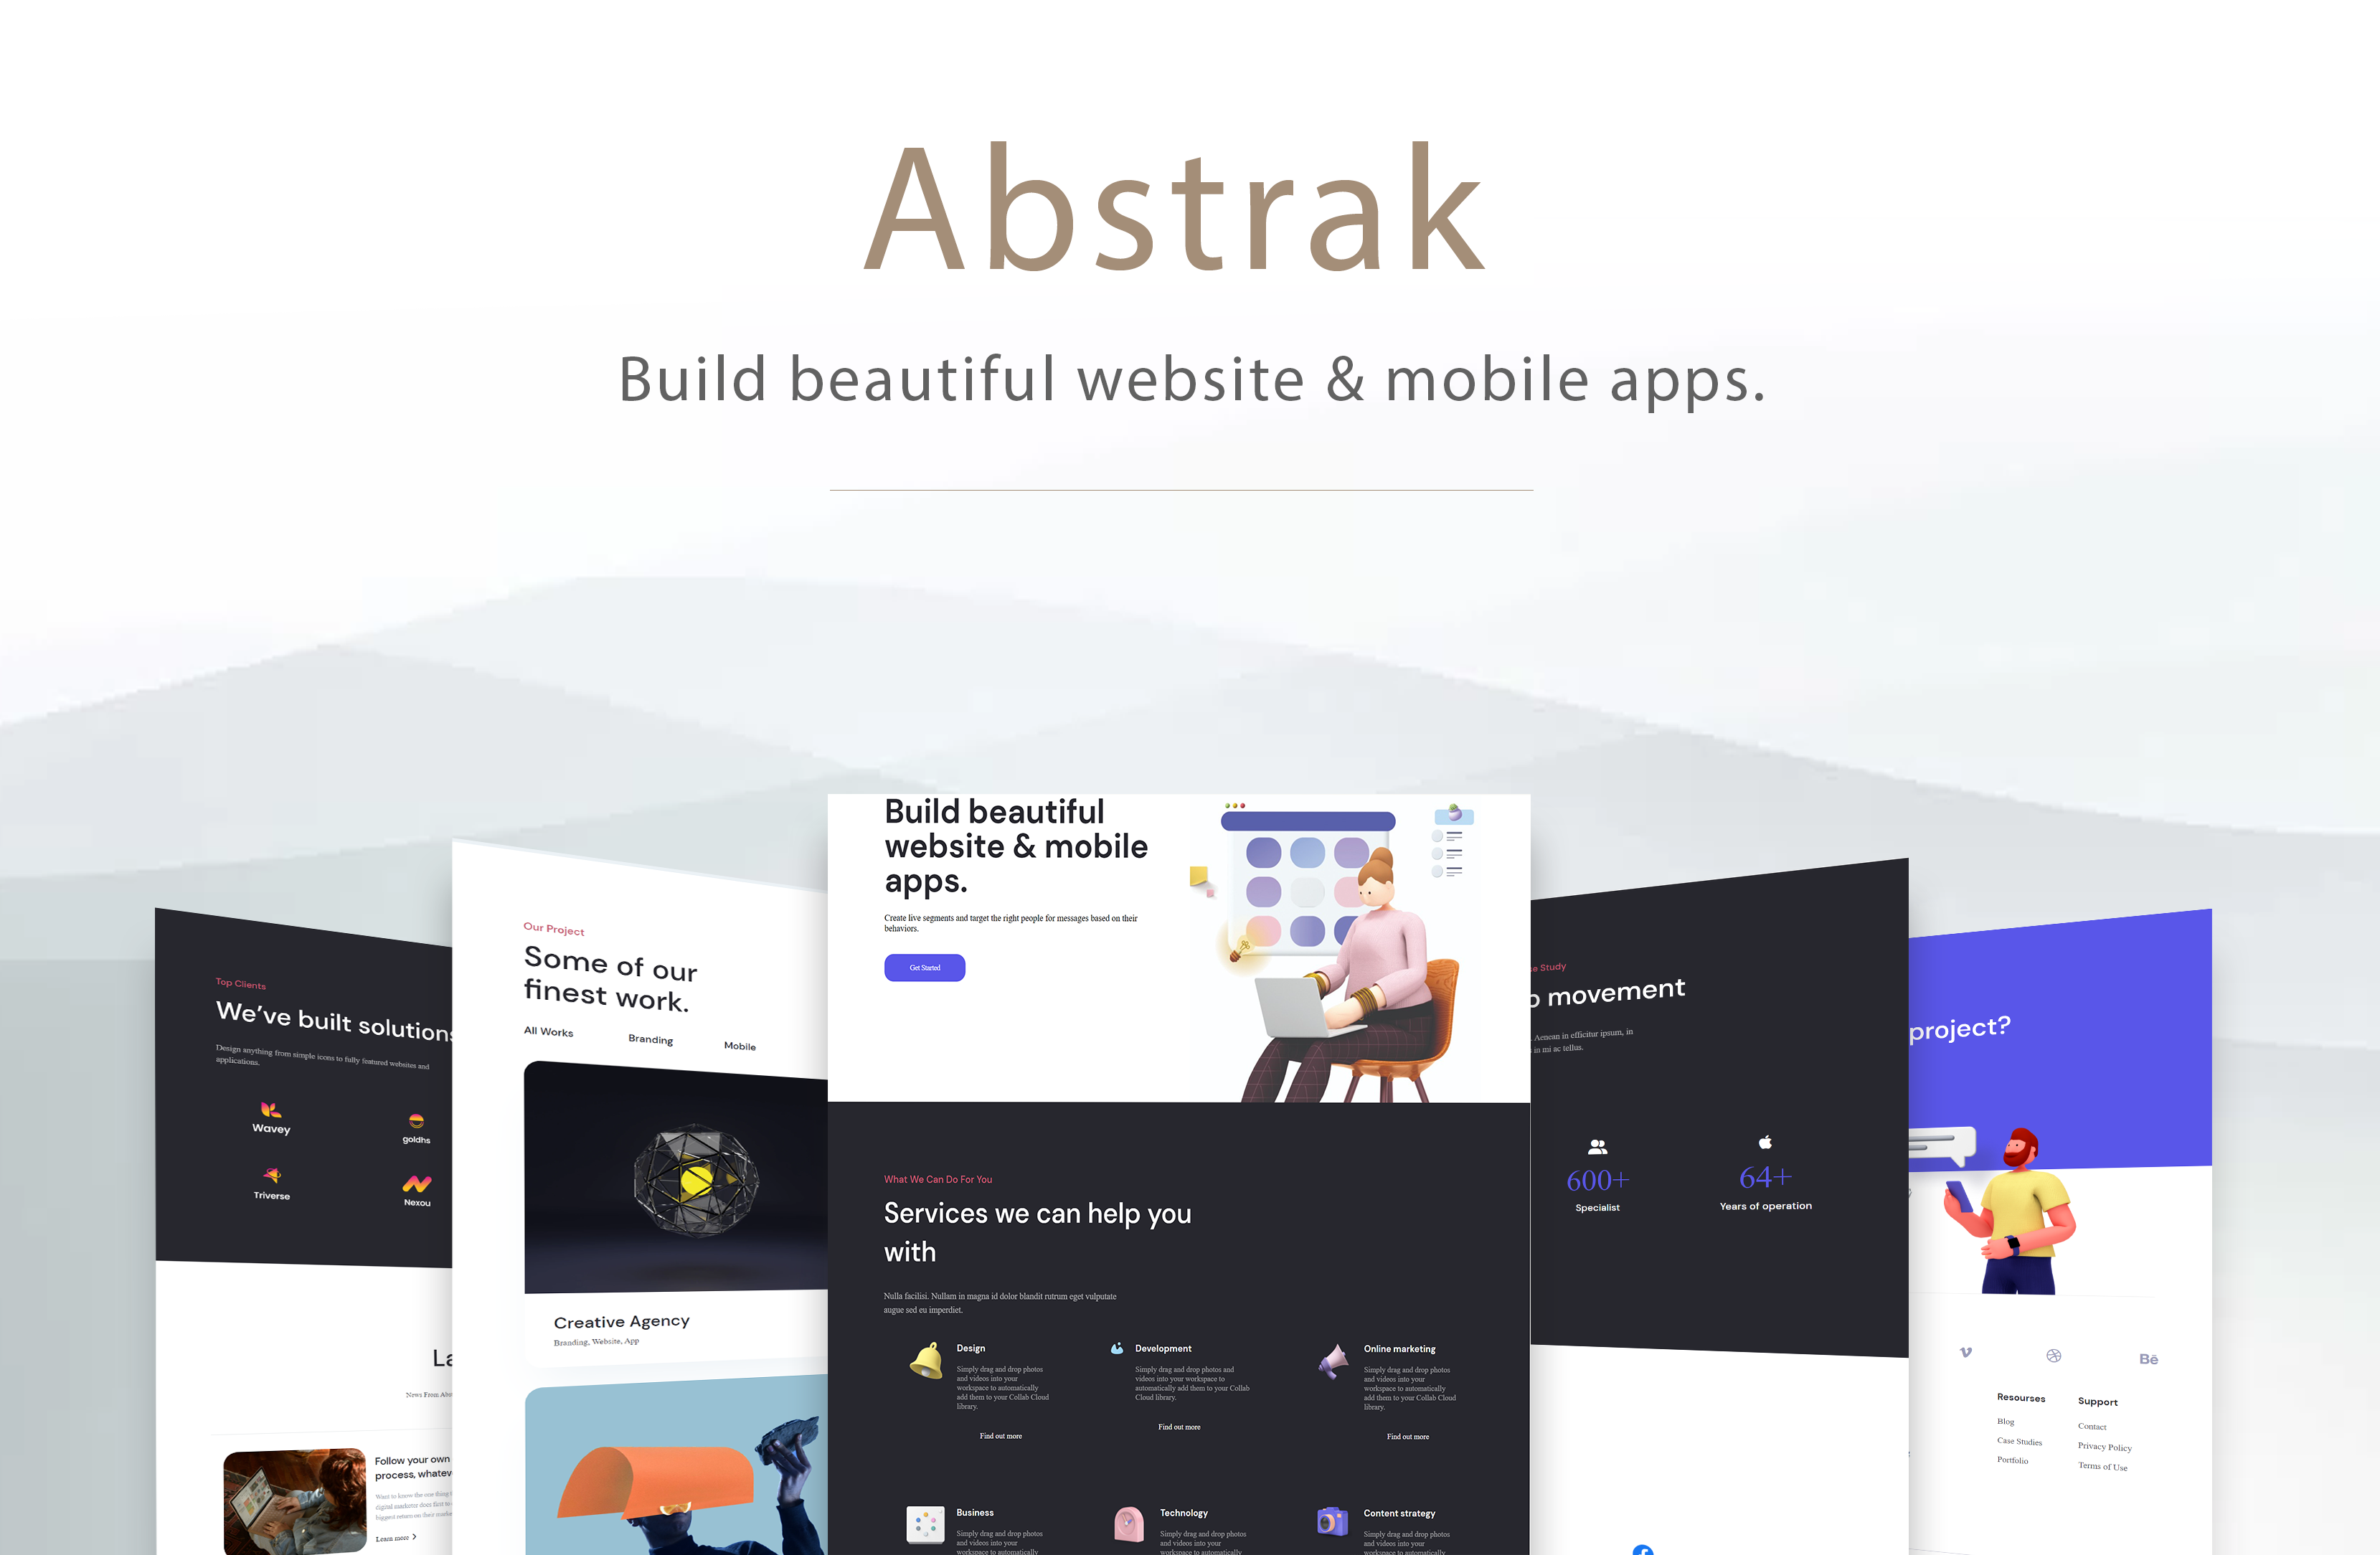 Abstrak
Build beautiful website & mobile apps.
Top Clients
We've built solutions
Design anything from simple icons to fully featured websites and
applications.
Wavey
goldhs
Triverse
Nexou
News From
Follow your own
process,
Want to know the one thing
digital marketer does first to
biggest return on their
Learn more
Our Project
Some of our
finest work.
All Works
Branding
Mobile
Creative Agency
Branding, Website, App
Build beautiful
website & mobile
apps.
Create live segments and target the right people for messages based on their
behaviors.
Get Started
What We Can Do For You
Services we can help you
with
Nulla facilisi. Nullam in magna id dolor blandit rutrum eget vulputate
augue sed eu imperdiet.
Design
Simply drag and drop photos
and videos into your
workspace to automatically
add them to your Collab Cloud
library.
Find out more
Development
Simply drag and drop photos and
videos into your workspace to
automatically add them to your Collab
Cloud library.
Find out more
Online marketing
Simply drag and drop photos
and videos into your
workspace to automatically
add them to your Collab Cloud
library.
Find out more
Business
Simply drag and drop photos
and videos into your
workspace to automatically
Technology
Simply drag and drop photos
and videos into your
workspace to automatically
Content strategy
Simply drag and drop photos
and videos into your
workspace to automatically
Study
movement
Aenean in efficitur ipsum, in
in mi ac tellus.
600+
Specialist
64+
Years of operation
project?
Bē
Resourses
Blog
Case Studies
Portfolio
Support
Contact
Privacy Policy
Terms of Use